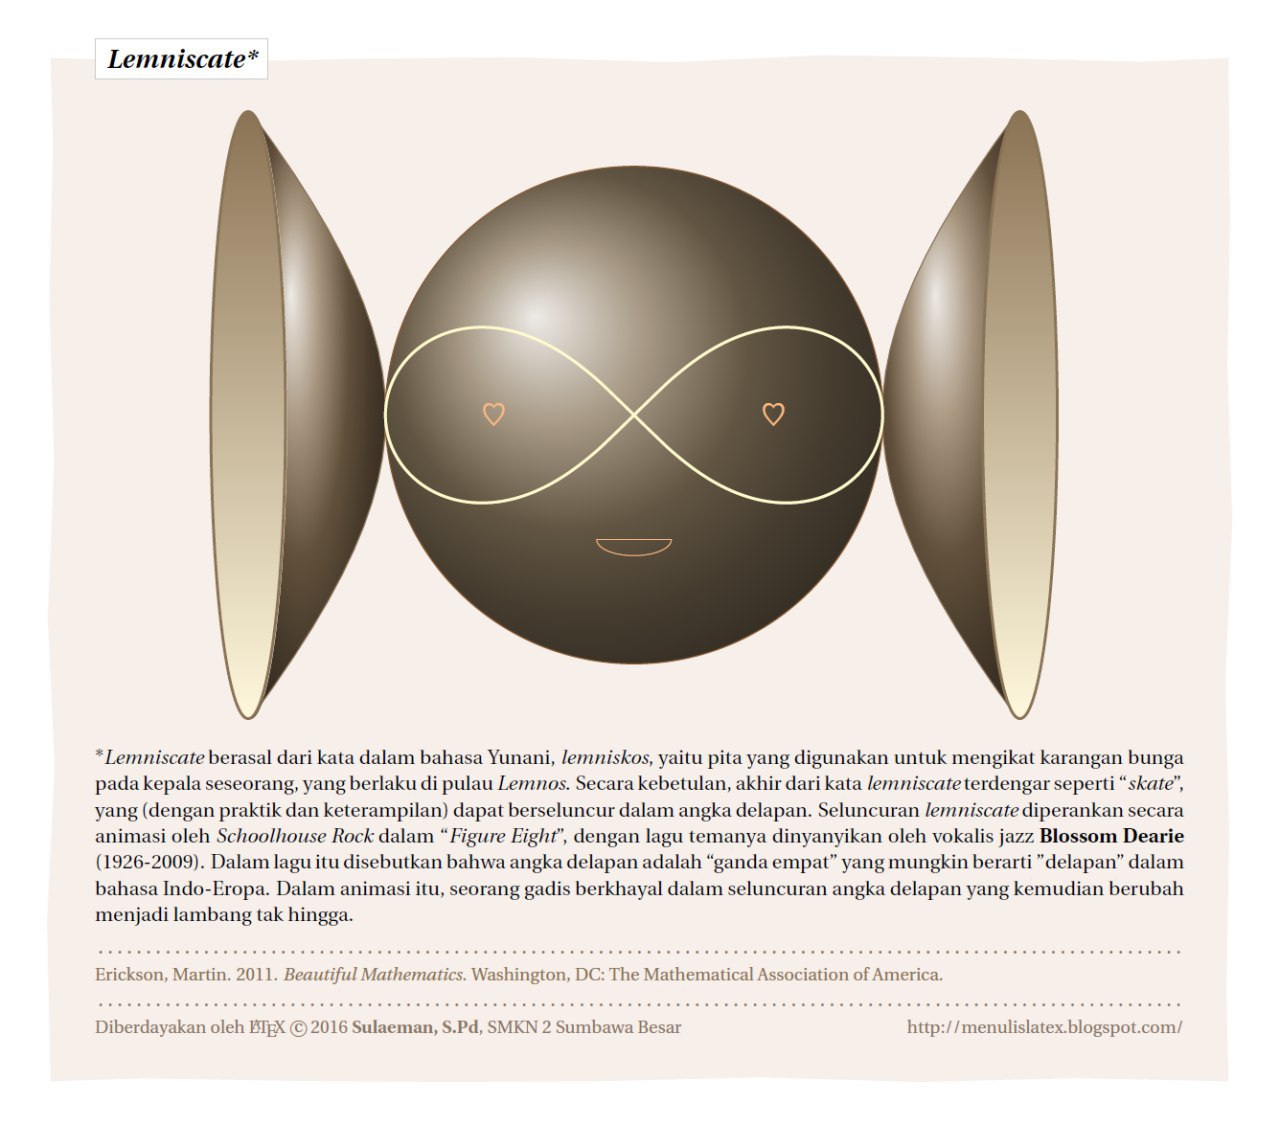 Lemniscate*
*Lemniscate berasal dari kata dalam bahasa Yunani, lemniskos, yaitu pita yang digunakan untuk mengikat karangan bunga
pada kepala seseorang, yang berlaku di pulau Lemnos. Secara kebetulan, akhir dari kata lemniscate terdengar seperti “skate”,
yang (dengan praktik dan keterampilan) dapat berseluncur dalam angka delapan. Seluncuran lemniscate diperankan secara
animasi oleh Schoolhouse Rock dalam “Figure Eight”, dengan lagu temanya dinyanyikan oleh vokalis jazz Blossom Dearie
(1926-2009). Dalam lagu itu disebutkan bahwa angka delapan adalah “ganda empat” yang mungkin berarti ”delapan” dalam
bahasa Indo-Eropa. Dalam animasi itu, seorang gadis berkhayal dalam seluncuran angka delapan yang kemudian berubah
menjadi lambang tak hingga.
Erickson, Martin. 2011. Beautiful Mathematics. Washington, DC: The Mathematical Association of America.
Diberdayakan oleh LATEX © 2016 Sulaeman, S.Pd, SMKN 2 Sumbawa Besar http://menulislatex.blogspot.com/